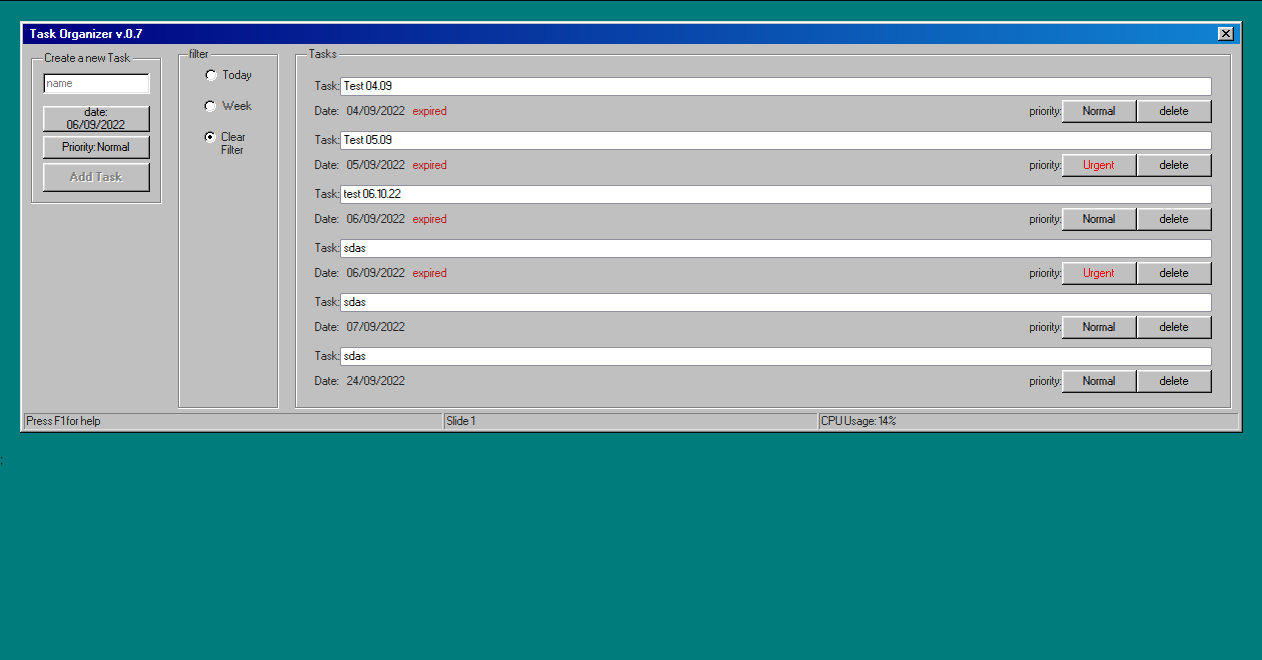 Task Organizer v.0.7
Create a new Task
name
date:
06/09/2022
Priority: Normal
Add Task
filter
Today
Week
Clear
Filter
Tasks
Task: Test 04.09
Date: 04/09/2022 expired priority: Normal delete
Task: Test 05.09
Date: 05/09/2022 expired priority: Urgent delete
Task: test 06.10.22
Date: 06/09/2022 expired priority: Normal delete
Task: sdas
Date: 06/09/2022 expired priority: Urgent delete
Task: sdas
Date: 07/09/2022 priority: Normal delete
Task: sdas
Date: 24/09/2022 priority: Normal delete
Press F1 for help Slide 1 CPU Usage: 14%
;